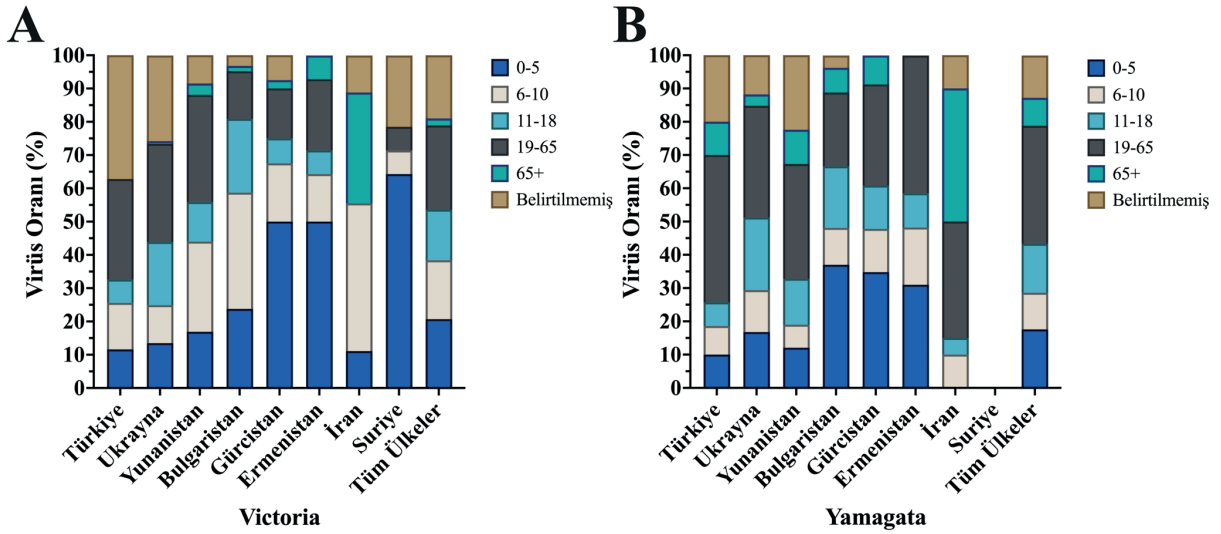 A
100
90
80
70
60
50
40
30
20
10
0
Virüs Oranı (%)
Türkiye
Ukrayna
Yunanistan
Bulgaristan
Gürcistan
Ermenistan
İran
Suriye
Tüm Ülkeler
Victoria
0-5
6-10
11-18
19-65
65+
Belirtilmemiş
B
100
90
80
70
60
50
40
30
20
10
0
Virüs Oranı (%)
Türkiye
Ukrayna
Yunanistan
Bulgaristan
Gürcistan
Ermenistan
İran
Suriye
Tüm Ülkeler
Yamagata
0-5
6-10
11-18
19-65
65+
Belirtilmemiş